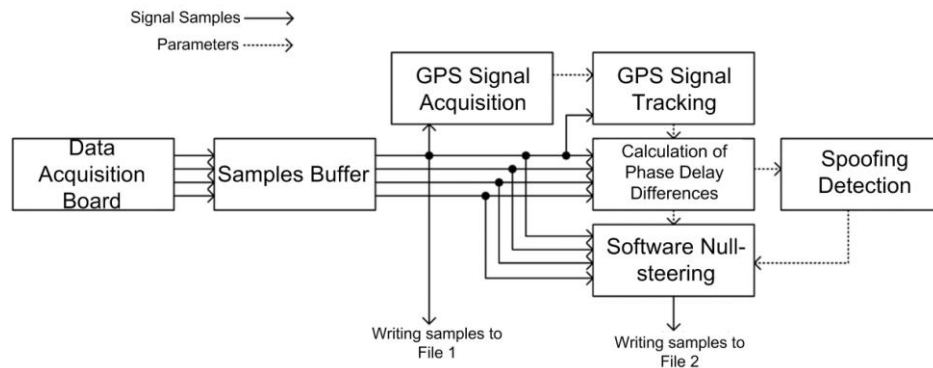 Signal Samples
Parameters
GPS Signal
Acquisition
GPS Signal
Tracking
Data
Acquisition
Board
Samples Buffer
Calculation of
Phase Delay
Differences
Spoofing
Detection
Software Null-
steering
Writing samples to
File 1
Writing samples to
File 2